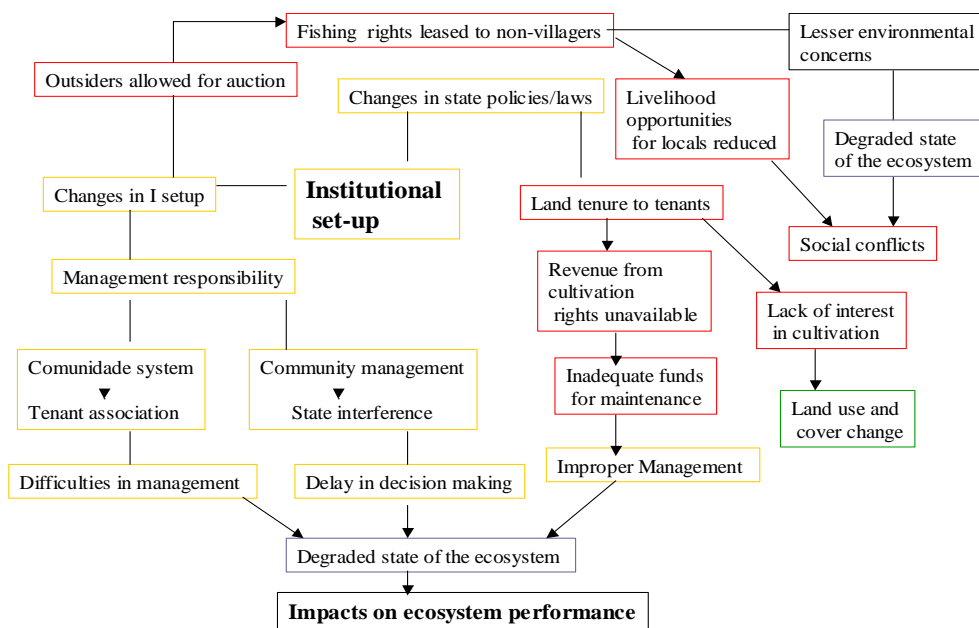 Fishing rights leased to non-villagers
Lesser environmental
concerns
Outsiders allowed for auction
Changes in state policies/laws
Livelihood
opportunities
for locals reduced
Degraded state
of the ecosystem
Changes in I setup
Institutional
set-up
Land tenure to tenants
Social conflicts
Management responsibility
Revenue from
cultivation
rights unavailable
Lack of interest
in cultivation
Comunidade system
Tenant association
Community management
State interference
Inadequate funds
for maintenance
Land use and
cover change
Difficulties in management
Delay in decision making
Improper Management
Degraded state of the ecosystem
Impacts on ecosystem performance